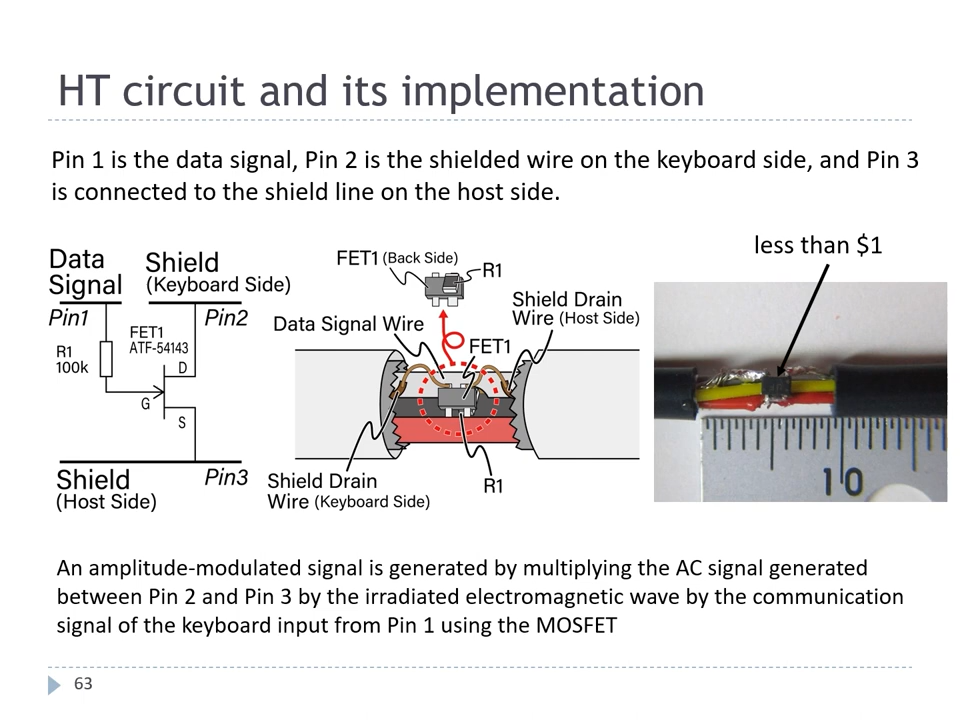 HT circuit and its implementation
Pin 1 is the data signal, Pin 2 is the shielded wire on the keyboard side, and Pin 3
is connected to the shield line on the host side.
Data
Signal
Shield
(Keyboard Side)
Pin1
Pin2
R1
100k
FET1
ATF-54143
D
G
S
Shield
(Host Side)
Pin3
FET1 (Back Side)
R1
Data Signal Wire
Shield Drain
Wire (Host Side)
FET1
Shield Drain
Wire (Keyboard Side)
R1
less than $1
10
An amplitude-modulated signal is generated by multiplying the AC signal generated
between Pin 2 and Pin 3 by the irradiated electromagnetic wave by the communication
signal of the keyboard input from Pin 1 using the MOSFET
63